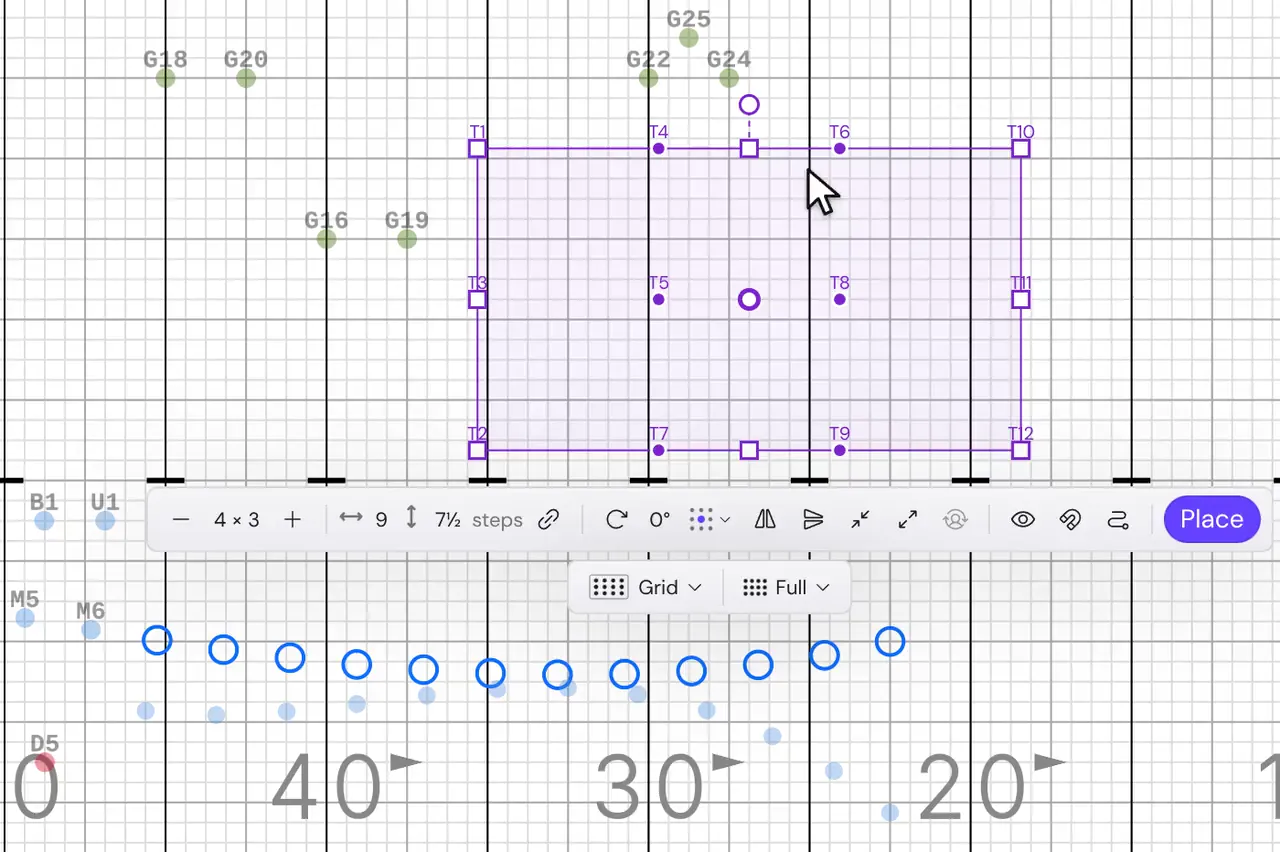 G25
G18 G20 G22 G24
T1 T4 T6 T10
G16 G19
T3 T5 T8 T11
T2 T7 T9 T12
B1 U1
4 × 3 9 7½ steps 0° Place
Grid Full
M5 M6
D5
0 40 30 20 1